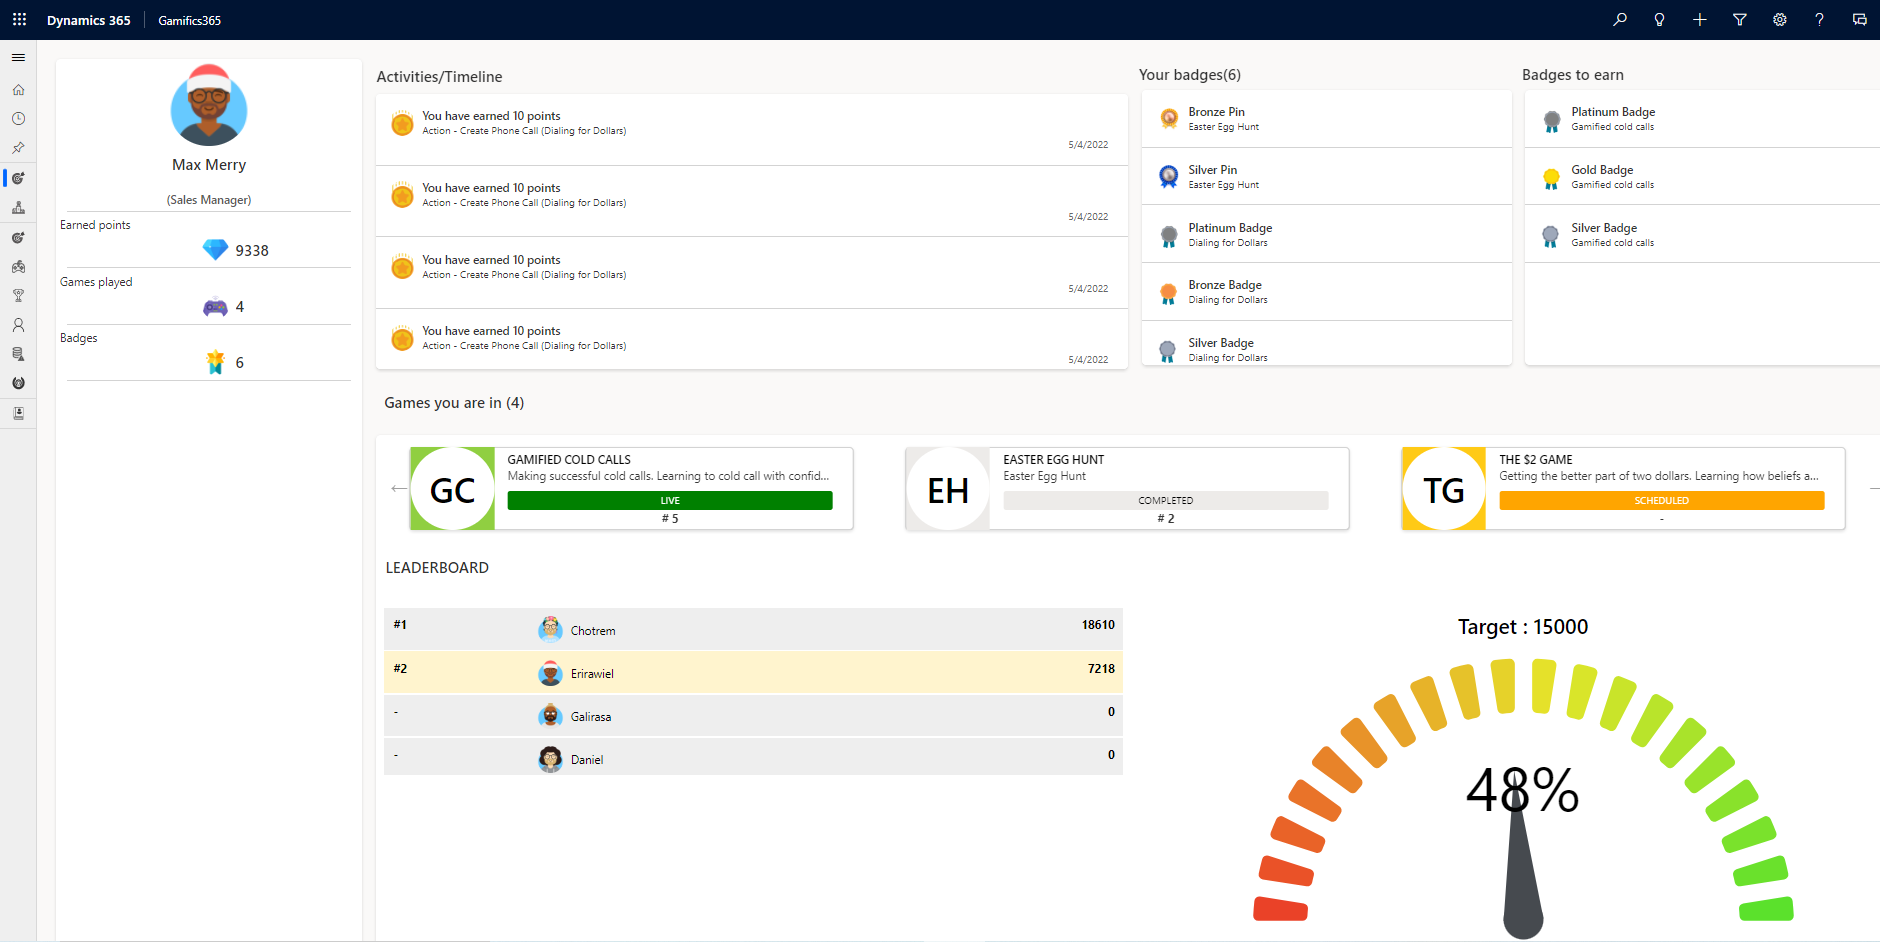 Dynamics 365
Gamifics365
Max Merry
(Sales Manager)
Earned points
9338
Games played
4
Badges
6
Activities/Timeline
You have earned 10 points
Action - Create Phone Call (Dialing for Dollars)
5/4/2022
You have earned 10 points
Action - Create Phone Call (Dialing for Dollars)
5/4/2022
You have earned 10 points
Action - Create Phone Call (Dialing for Dollars)
5/4/2022
You have earned 10 points
Action - Create Phone Call (Dialing for Dollars)
5/4/2022
Your badges(6)
Bronze Pin
Easter Egg Hunt
Silver Pin
Easter Egg Hunt
Platinum Badge
Dialing for Dollars
Bronze Badge
Dialing for Dollars
Silver Badge
Dialing for Dollars
Badges to earn
Platinum Badge
Gamified cold calls
Gold Badge
Gamified cold calls
Silver Badge
Gamified cold calls
Games you are in (4)
GC
GAMIFIED COLD CALLS
Making successful cold calls. Learning to cold call with confid...
LIVE
# 5
EH
EASTER EGG HUNT
Easter Egg Hunt
COMPLETED
# 2
TG
THE $2 GAME
Getting the better part of two dollars. Learning how beliefs a...
SCHEDULED
-
LEADERBOARD
#1 Chotrem 18610
#2 Erirawiel 7218
- Galirasa 0
- Daniel 0
Target : 15000
48%